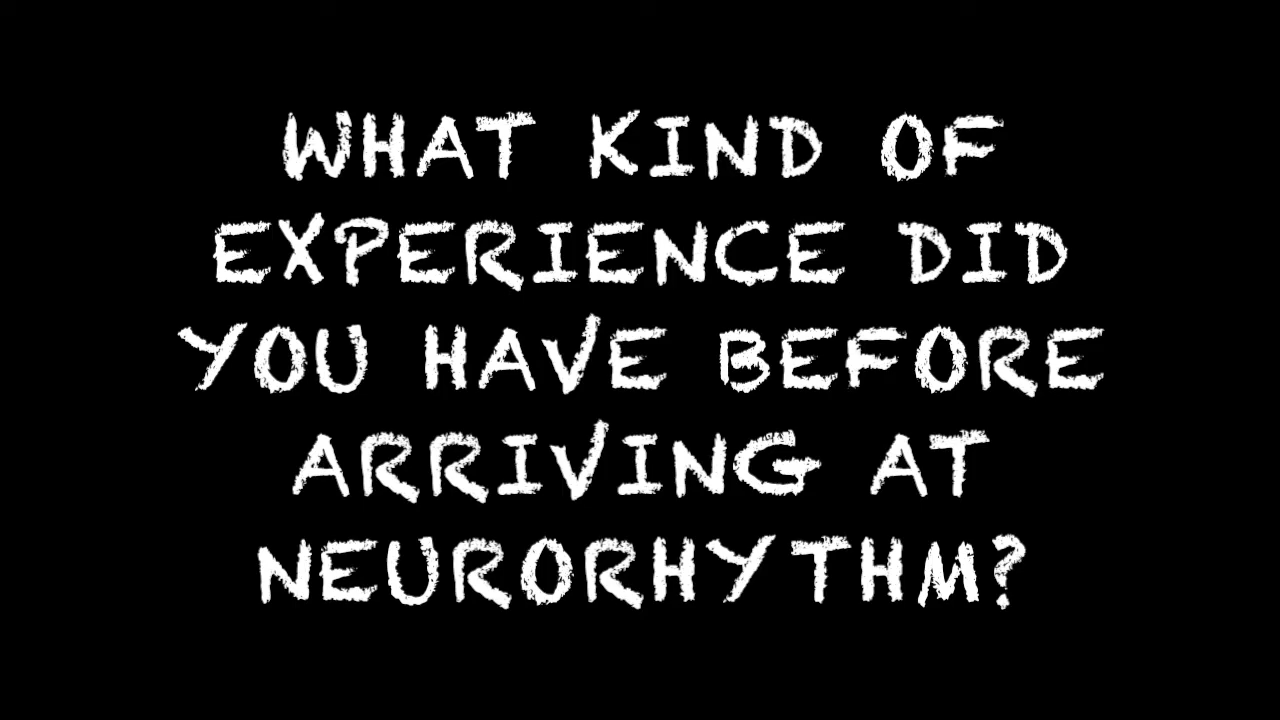 WHAT KIND OF
EXPERIENCE DID
YOU HAVE BEFORE
ARRIVING AT
NEURORHYTHM?